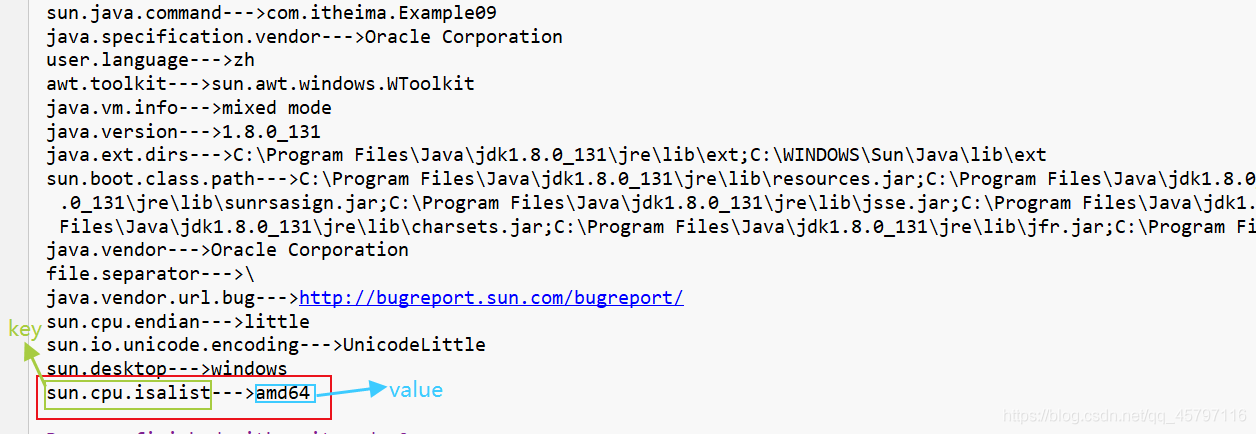 sun.java.command--->com.itheima.Example09
java.specification.vendor--->Oracle Corporation
user.language--->zh
awt.toolkit--->sun.awt.windows.WToolkit
java.vm.info--->mixed mode
java.version--->1.8.0_131
java.ext.dirs--->C:\Program Files\Java\jdk1.8.0_131\jre\lib\ext;C:\WINDOWS\Sun\Java\lib\ext
sun.boot.class.path--->C:\Program Files\Java\jdk1.8.0_131\jre\lib\resources.jar;C:\Program Files\Java\jdk1.8.0
.0_131\jre\lib\sunrsasign.jar;C:\Program Files\Java\jdk1.8.0_131\jre\lib\jsse.jar;C:\Program Files\Java\jdk1.
Files\Java\jdk1.8.0_131\jre\lib\charsets.jar;C:\Program Files\Java\jdk1.8.0_131\jre\lib\jfr.jar;C:\Program Fi
java.vendor--->Oracle Corporation
file.separator--->\
java.vendor.url.bug--->http://bugreport.sun.com/bugreport/
sun.cpu.endian--->little
key
sun.io.unicode.encoding--->UnicodeLittle
sun.desktop--->windows
sun.cpu.isalist--->amd64
value
https://blog.csdn.net/qq_45797116